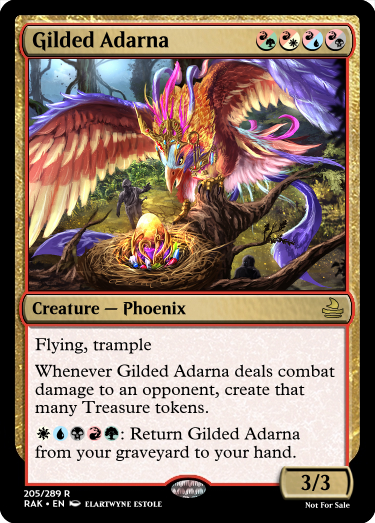 Gilded Adarna
Creature — Phoenix
Flying, trample
Whenever Gilded Adarna deals combat
damage to an opponent, create that
many Treasure tokens.
: Return Gilded Adarna
from your graveyard to your hand.
3/3
205/289 R
RAK • EN ELARTWYNE ESTOLE
Not For Sale